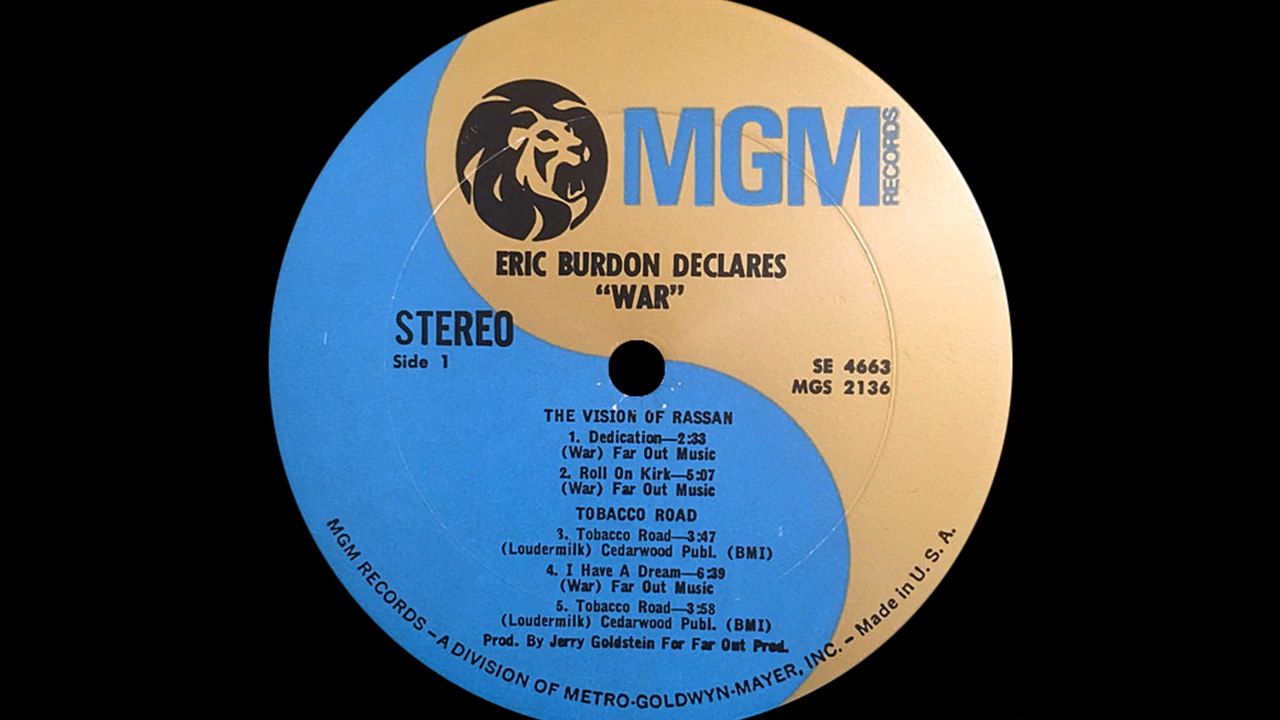 MGM RECORDS
ERIC BURDON DECLARES
“WAR”
STEREO
Side 1
SE 4663
MGS 2136
THE VISION OF RASSAN
1. Dedication—2:33
(War) Far Out Music
2. Roll On Kirk—5:07
(War) Far Out Music
TOBACCO ROAD
3. Tobacco Road—3:47
(Loudermilk) Cedarwood Publ. (BMI)
4. I Have A Dream—6:39
(War) Far Out Music
5. Tobacco Road—3:58
(Loudermilk) Cedarwood Publ. (BMI)
Prod. By Jerry Goldstein For Far Out Prod.
MGM RECORDS – A DIVISION OF METRO-GOLDWYN-MAYER, INC. – Made in U. S. A.